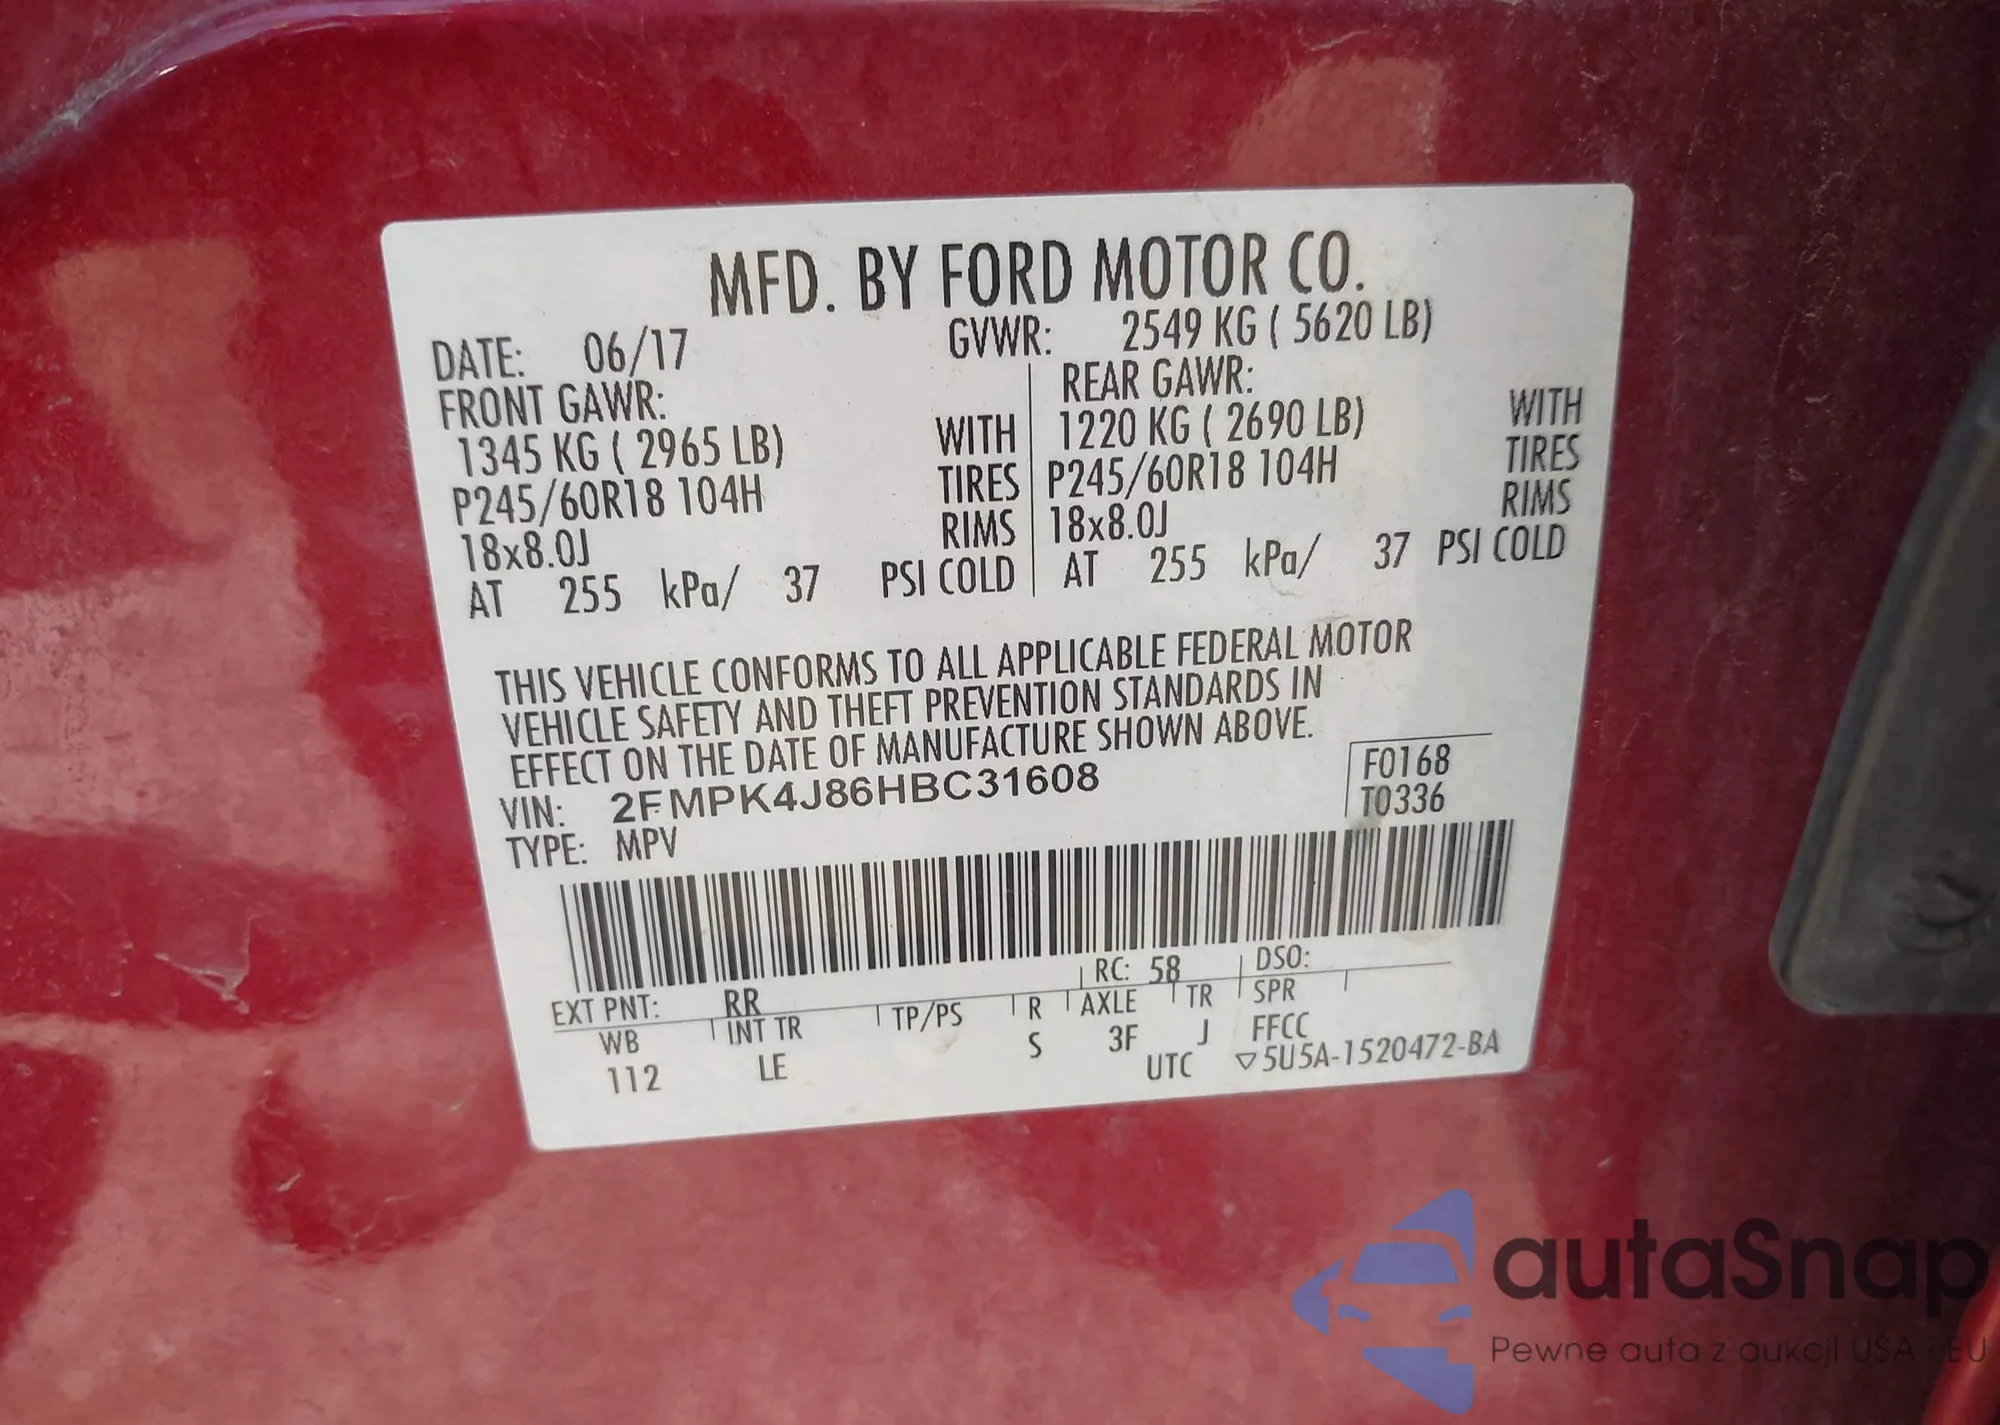 MFD. BY FORD MOTOR CO.
DATE: 06/17 GVWR: 2549 KG ( 5620 LB)
FRONT GAWR: REAR GAWR:
1345 KG ( 2965 LB) WITH 1220 KG ( 2690 LB) WITH
P245/60R18 104H TIRES P245/60R18 104H TIRES
18x8.0J RIMS 18x8.0J RIMS
AT 255 kPa/ 37 PSI COLD AT 255 kPa/ 37 PSI COLD
THIS VEHICLE CONFORMS TO ALL APPLICABLE FEDERAL MOTOR
VEHICLE SAFETY AND THEFT PREVENTION STANDARDS IN
EFFECT ON THE DATE OF MANUFACTURE SHOWN ABOVE.
VIN: 2FMPK4J86HBC31608 F0168
TYPE: MPV T0336
EXT PNT: RR RC: 58 DSO:
WB INT TR TP/PS R AXLE TR SPR
112 LE S 3F J FFCC
UTC ▽5U5A-1520472-BA
autaSnap
Pewne auta z aukcji USA i EU